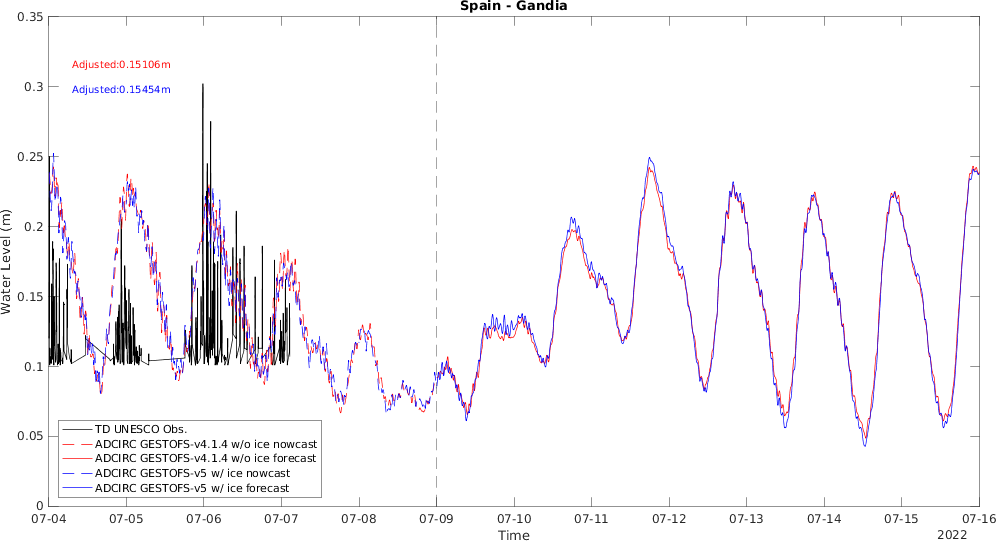 Spain - Gandia
0.35
0.3
0.25
0.2
0.15
0.1
0.05
0
Water Level (m)
Adjusted:0.15106m
Adjusted:0.15454m
TD UNESCO Obs.
ADCIRC GESTOFS-v4.1.4 w/o ice nowcast
ADCIRC GESTOFS-v4.1.4 w/o ice forecast
ADCIRC GESTOFS-v5 w/ ice nowcast
ADCIRC GESTOFS-v5 w/ ice forecast
07-04 07-05 07-06 07-07 07-08 07-09 07-10 07-11 07-12 07-13 07-14 07-15 07-16
Time
2022